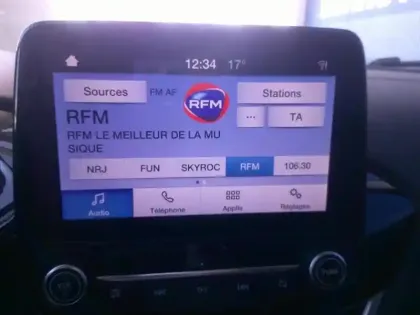 12:34 17°
Sources FM AF RFM Stations
RFM ... TA
RFM LE MEILLEUR DE LA MU
SIQUE
NRJ FUN SKYROC RFM 106.30
Audio Téléphone Applis Réglages